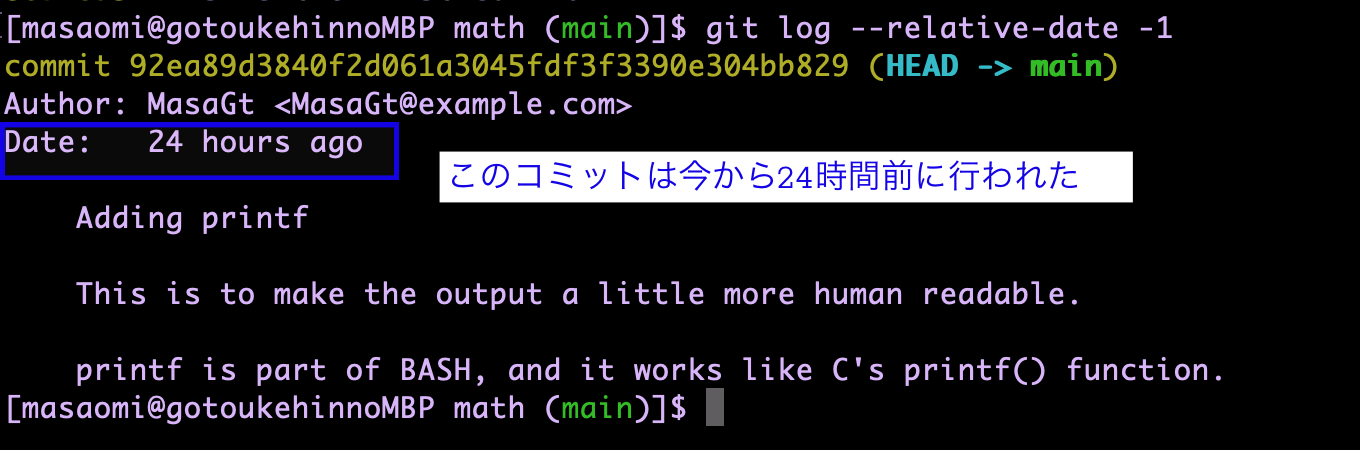 [masaomi@gotoukehinnoMBP math (main)]$ git log --relative-date -1
commit 92ea89d3840f2d061a3045fdf3f3390e304bb829 (HEAD -> main)
Author: MasaGt <MasaGt@example.com>
Date:   24 hours ago
このコミットは今から24時間前に行われた
Adding printf
This is to make the output a little more human readable.
printf is part of BASH, and it works like C's printf() function.
[masaomi@gotoukehinnoMBP math (main)]$